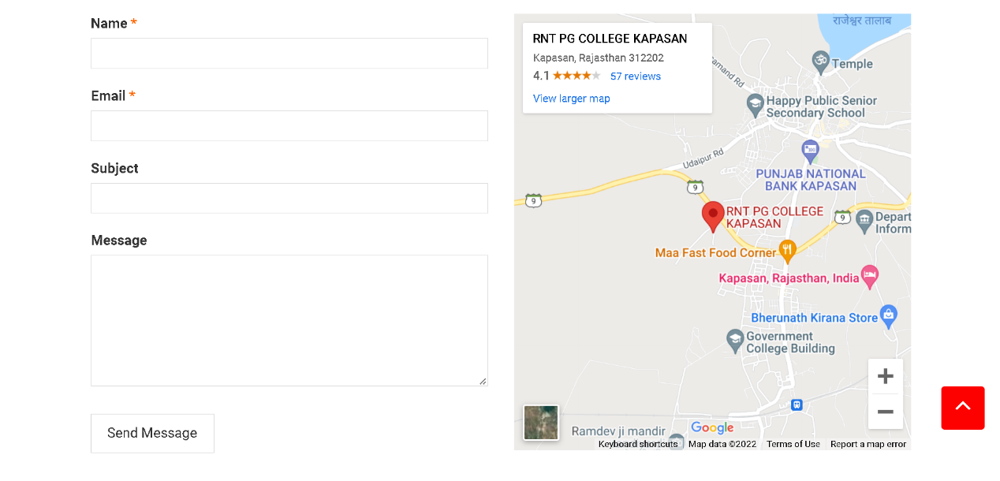 Name *
Email *
Subject
Message
Send Message
RNT PG COLLEGE KAPASAN
Kapasan, Rajasthan 312202
4.1
57 reviews
View larger map
राजेश्वर तालाब
Temple
Happy Public Senior
Secondary School
Udaipur Rd
PUNJAB NATIONAL
BANK KAPASAN
9
9
RNT PG COLLEGE
KAPASAN
9
Depart
Inform
Maa Fast Food Corner
Kapasan, Rajasthan, India
Bherunath Kirana Store
Government
College Building
Ramdev ji mandir
Google
Keyboard shortcuts
Map data ©2022
Terms of Use
Report a map error